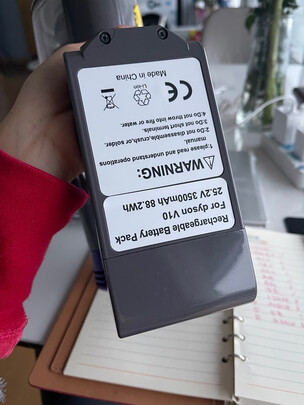 Rechargeable Battery Pack
For dyson V10
25.2V 3500mAh 88.2Wh
WARNING:
1:please read and understand operations
manual.
2:Do not disassemble,crush,or solder.
3:Do not short terminals.
4:Do not throw into fire or water.
Li-ion
CE
Made in China